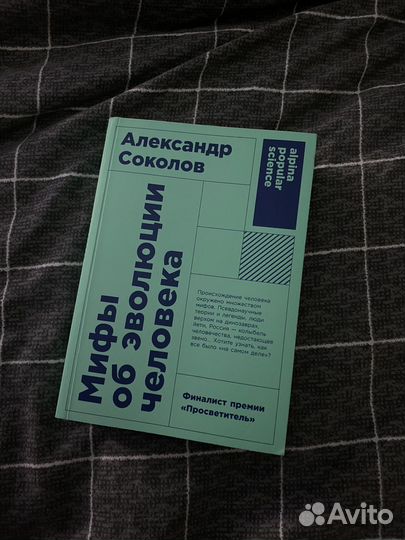 Александр
Соколов
alpina
popular
science
Мифы
об эволюции
человека
Происхождение человека
окружено множеством
мифов. Псевдонаучные
теории и легенды, люди
верхом на динозаврах,
йети, Россия — колыбель
человечества, недостающее
звено... Хотите узнать, как
все было «на самом деле»?
Финалист премии
«Просветитель»
Avito